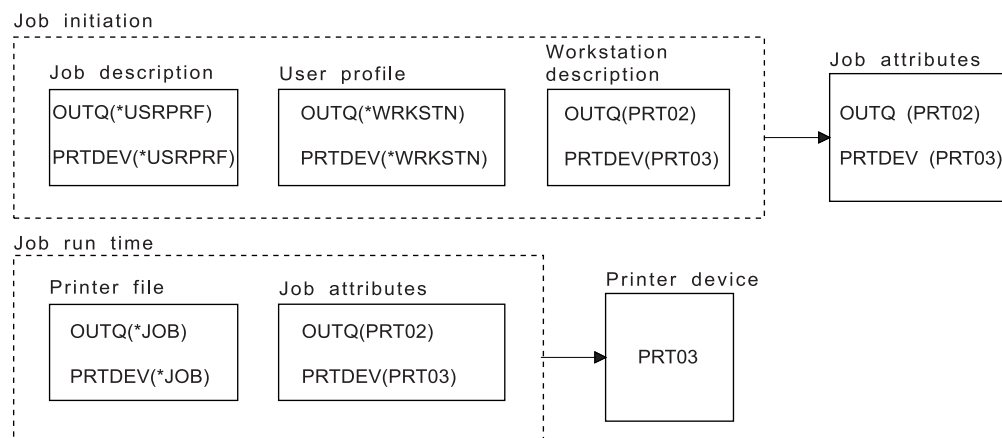 Job initiation
Job description
OUTQ(*USRPRF)
PRTDEV(*USRPRF)
User profile
OUTQ(*WRKSTN)
PRTDEV(*WRKSTN)
Workstation
description
OUTQ(PRT02)
PRTDEV(PRT03)
Job attributes
OUTQ (PRT02)
PRTDEV (PRT03)
Job run time
Printer file
OUTQ(*JOB)
PRTDEV(*JOB)
Job attributes
OUTQ(PRT02)
PRTDEV(PRT03)
Printer device
PRT03